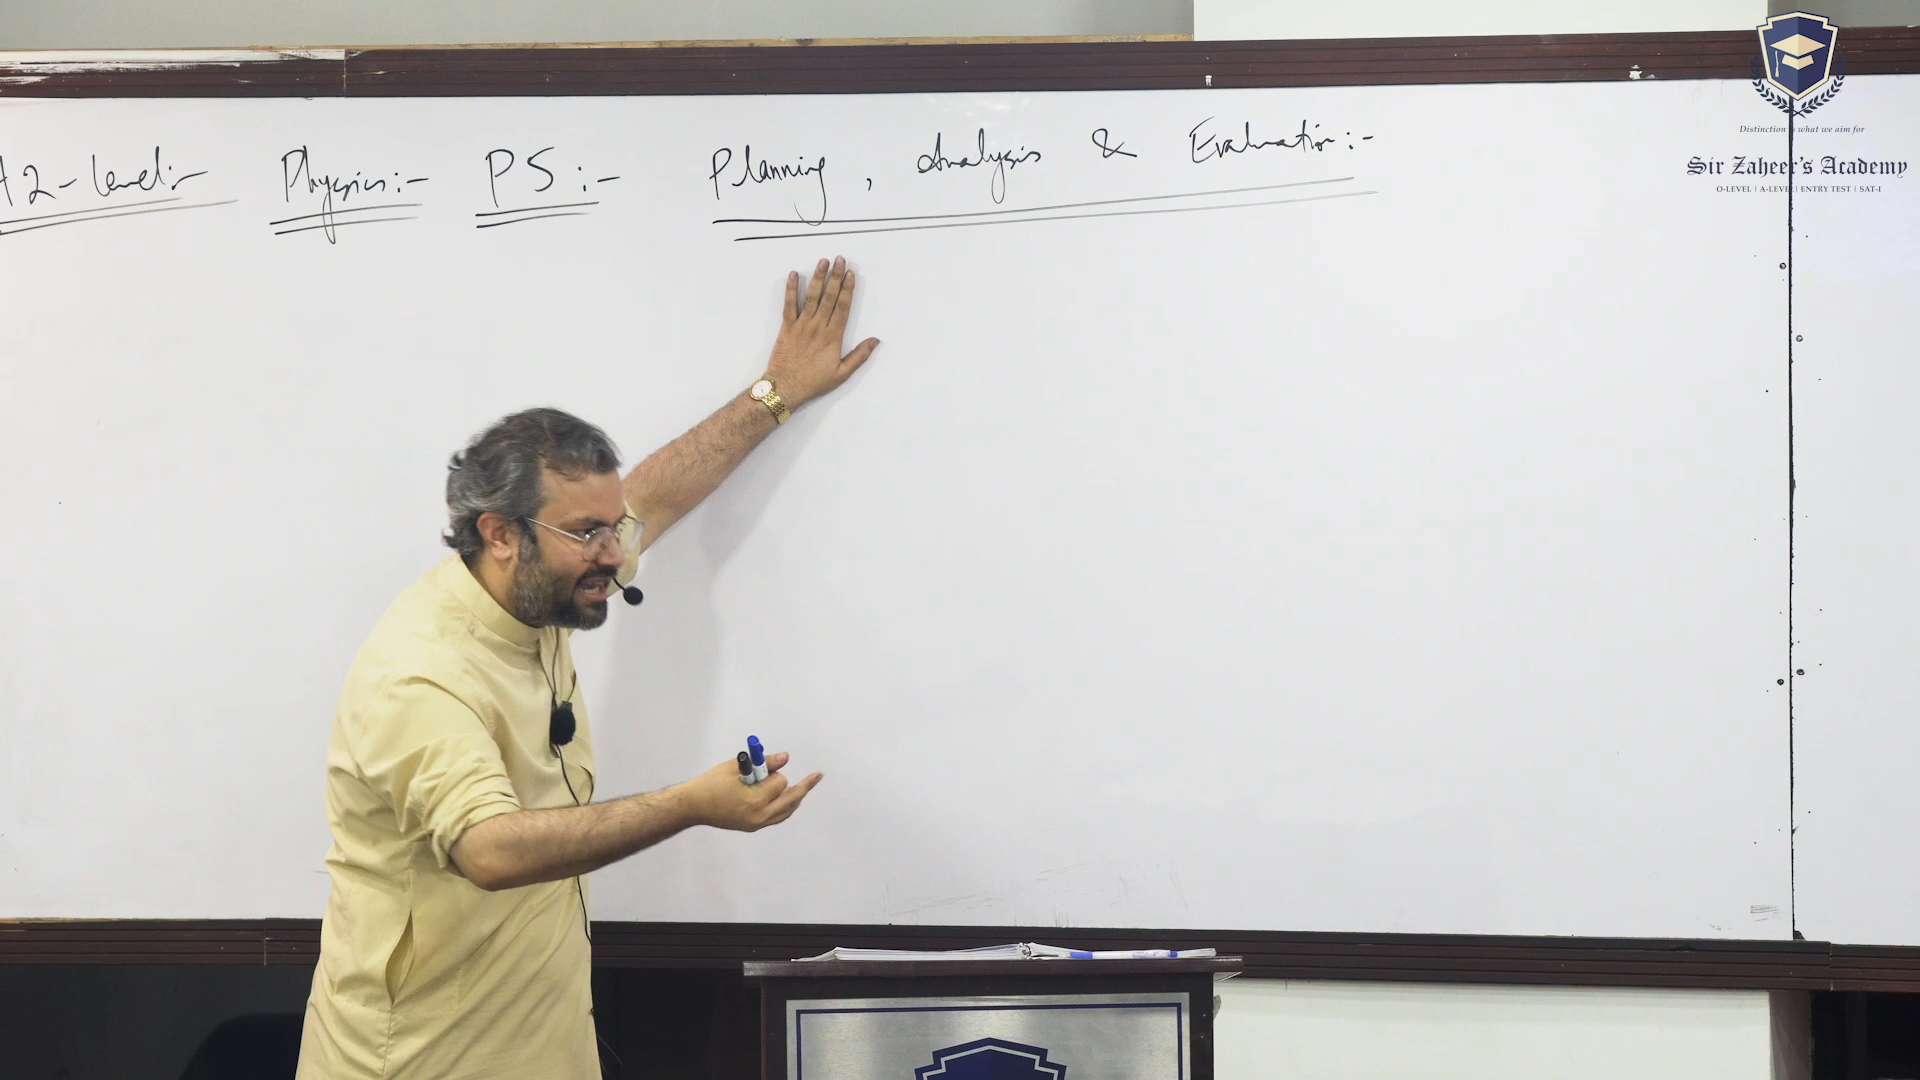 A2-Level:- Physics:- P5:- Planning, Analysis & Evaluation:-
Distinction is what we aim for
Sir Zaheer's Academy
O-LEVEL | A-LEVEL | ENTRY TEST | SAT-I